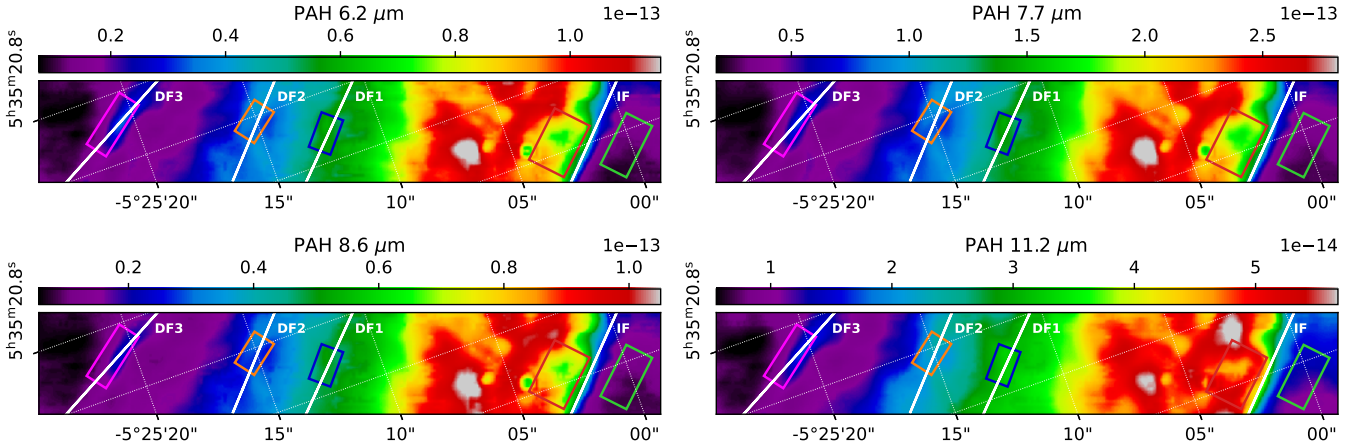 PAH 6.2 μm 1e−13
0.2 0.4 0.6 0.8 1.0
5ʰ35ᵐ20.8ˢ
DF3 DF2 DF1 IF
-5°25'20" 15" 10" 05" 00"
PAH 7.7 μm 1e−13
0.5 1.0 1.5 2.0 2.5
5ʰ35ᵐ20.8ˢ
DF3 DF2 DF1 IF
-5°25'20" 15" 10" 05" 00"
PAH 8.6 μm 1e−13
0.2 0.4 0.6 0.8 1.0
5ʰ35ᵐ20.8ˢ
DF3 DF2 DF1 IF
-5°25'20" 15" 10" 05" 00"
PAH 11.2 μm 1e−14
1 2 3 4 5
5ʰ35ᵐ20.8ˢ
DF3 DF2 DF1 IF
-5°25'20" 15" 10" 05" 00"